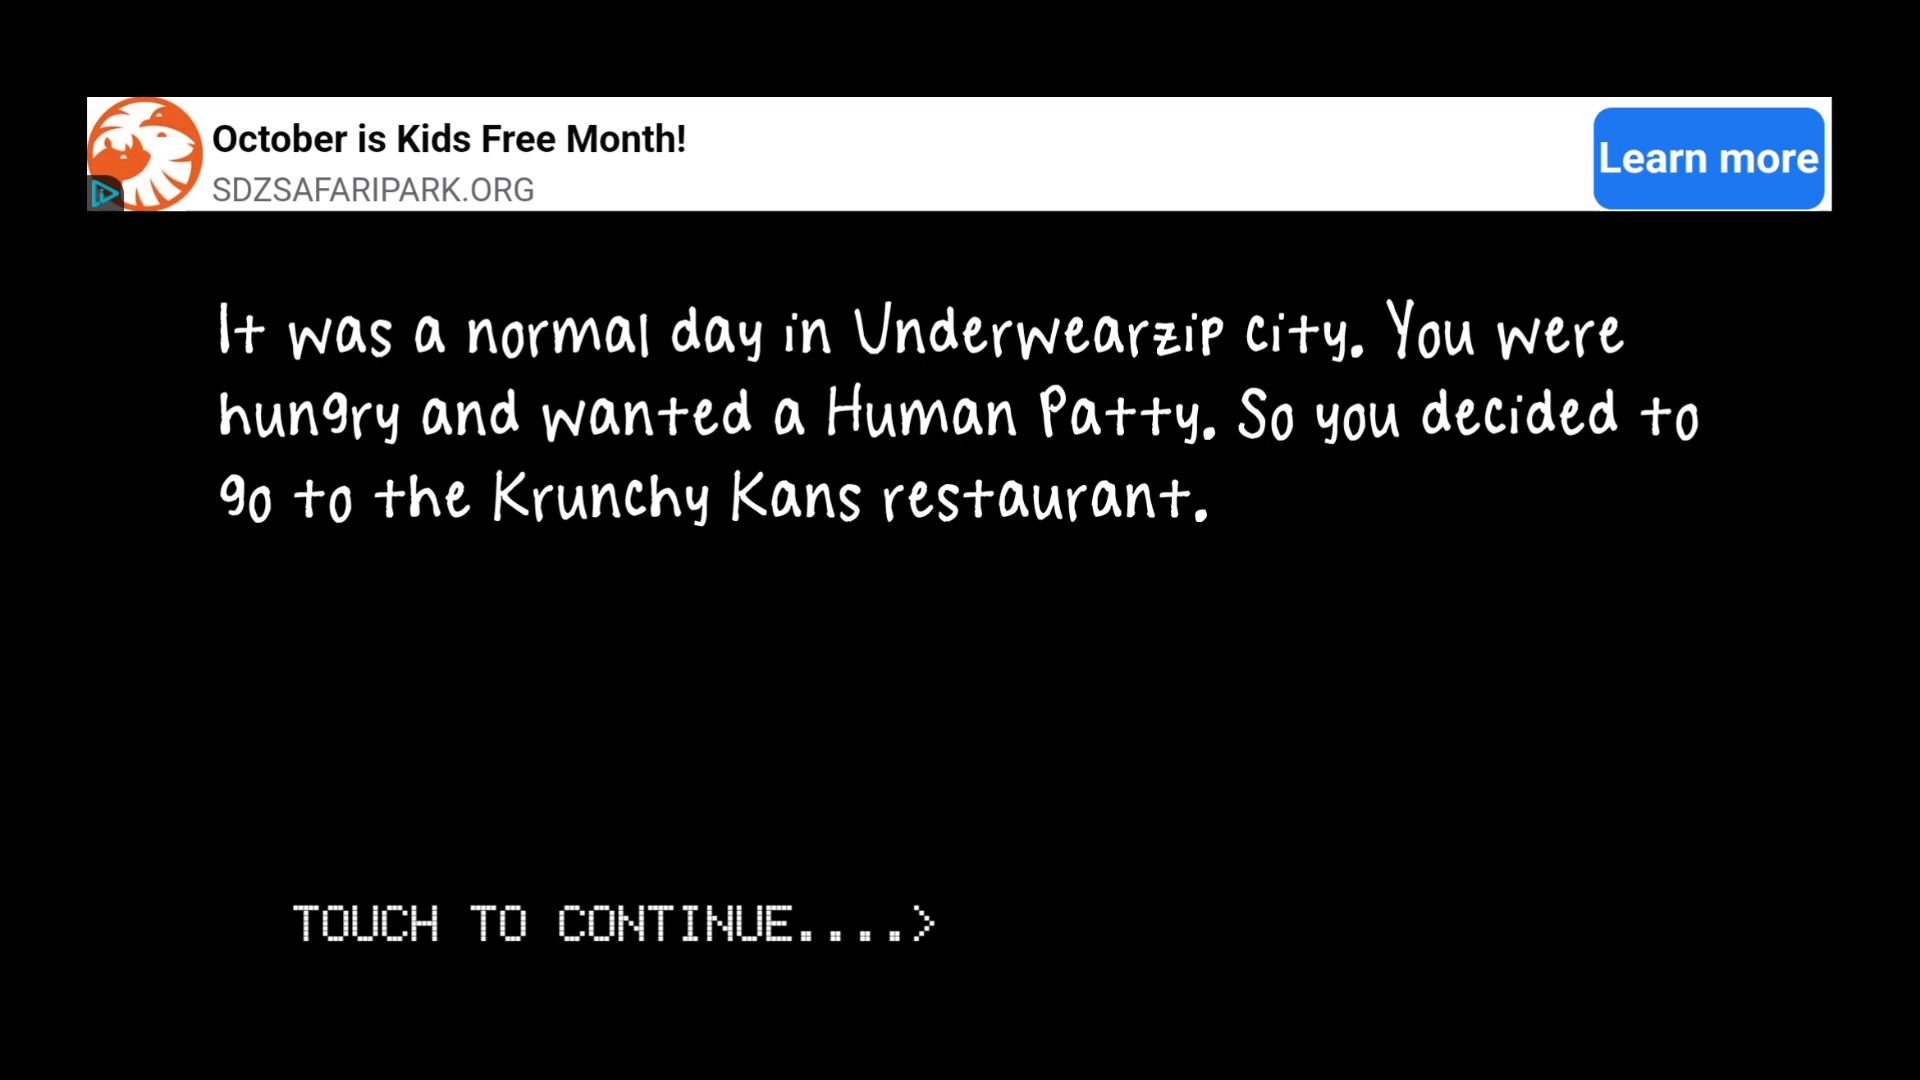 October is Kids Free Month!
SDZSAFARIPARK.ORG
Learn more
It was a normal day in Underwearzip city. You were
hungry and wanted a Human Patty. So you decided to
go to the Krunchy Kans restaurant.
TOUCH TO CONTINUE....>